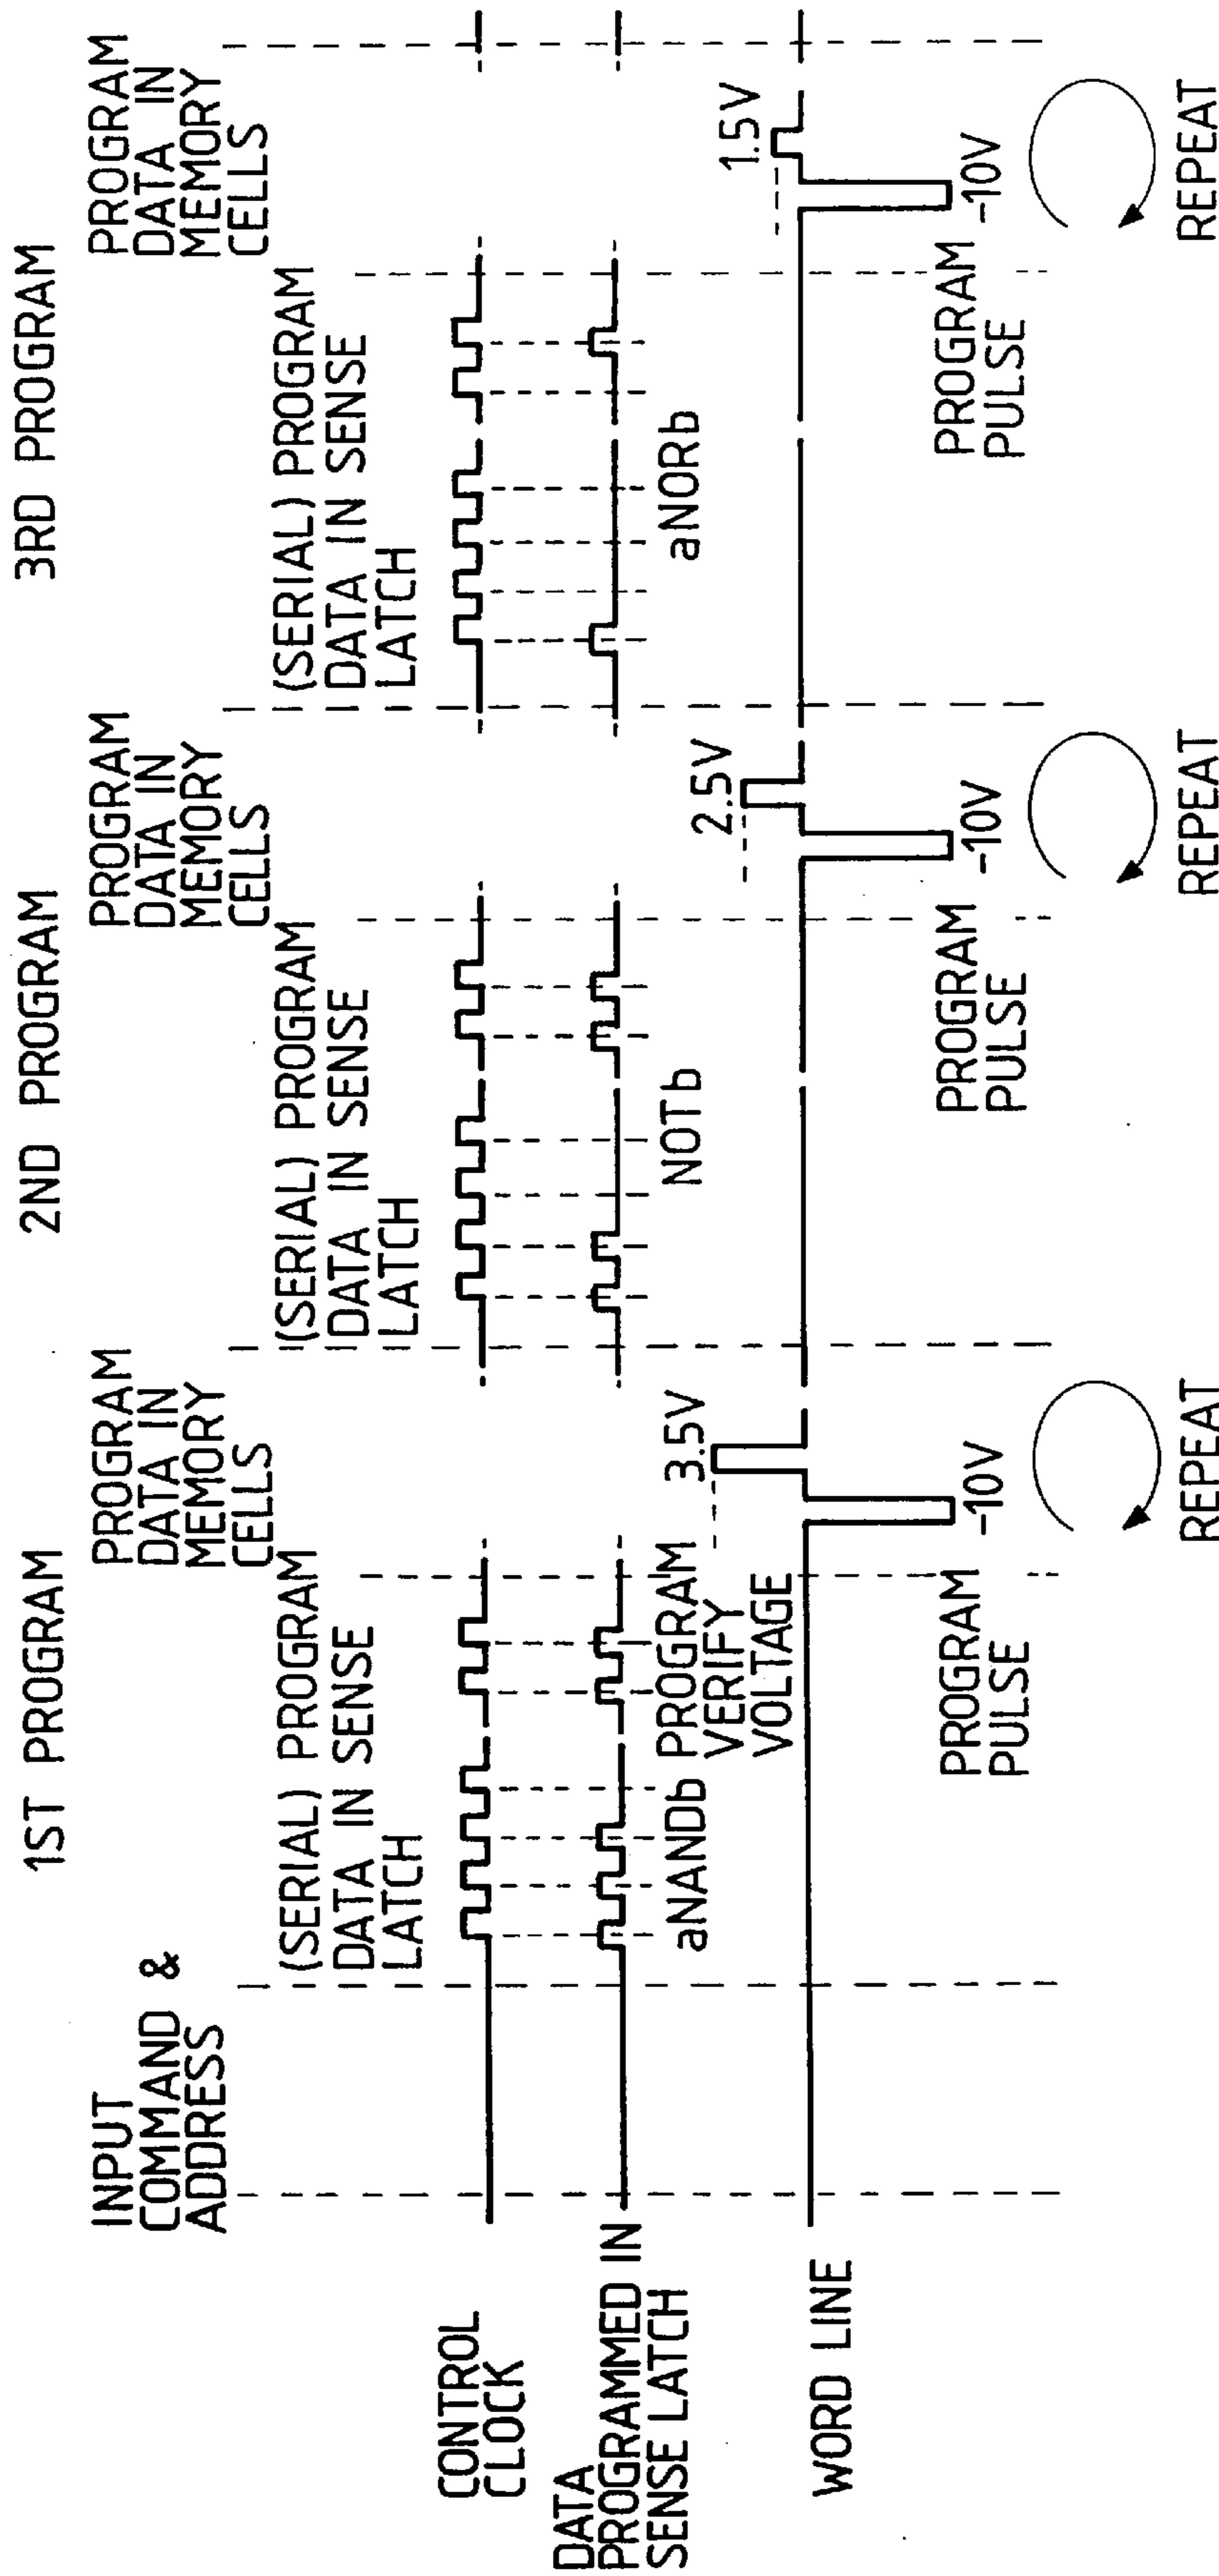 INPUT
COMMAND &
ADDRESS
1ST PROGRAM
(SERIAL) PROGRAM
DATA IN SENSE
LATCH
PROGRAM
DATA IN
MEMORY
CELLS
2ND PROGRAM
(SERIAL) PROGRAM
DATA IN SENSE
LATCH
PROGRAM
DATA IN
MEMORY
CELLS
3RD PROGRAM
(SERIAL) PROGRAM
DATA IN SENSE
LATCH
PROGRAM
DATA IN
MEMORY
CELLS
CONTROL
CLOCK
DATA
PROGRAMMED IN
SENSE LATCH
aNANDb
NOTb
aNORb
WORD LINE
PROGRAM
VERIFY
VOLTAGE
3.5V
2.5V
1.5V
PROGRAM
PULSE
-10V
PROGRAM
PULSE
-10V
PROGRAM
PULSE
-10V
REPEAT
REPEAT
REPEAT